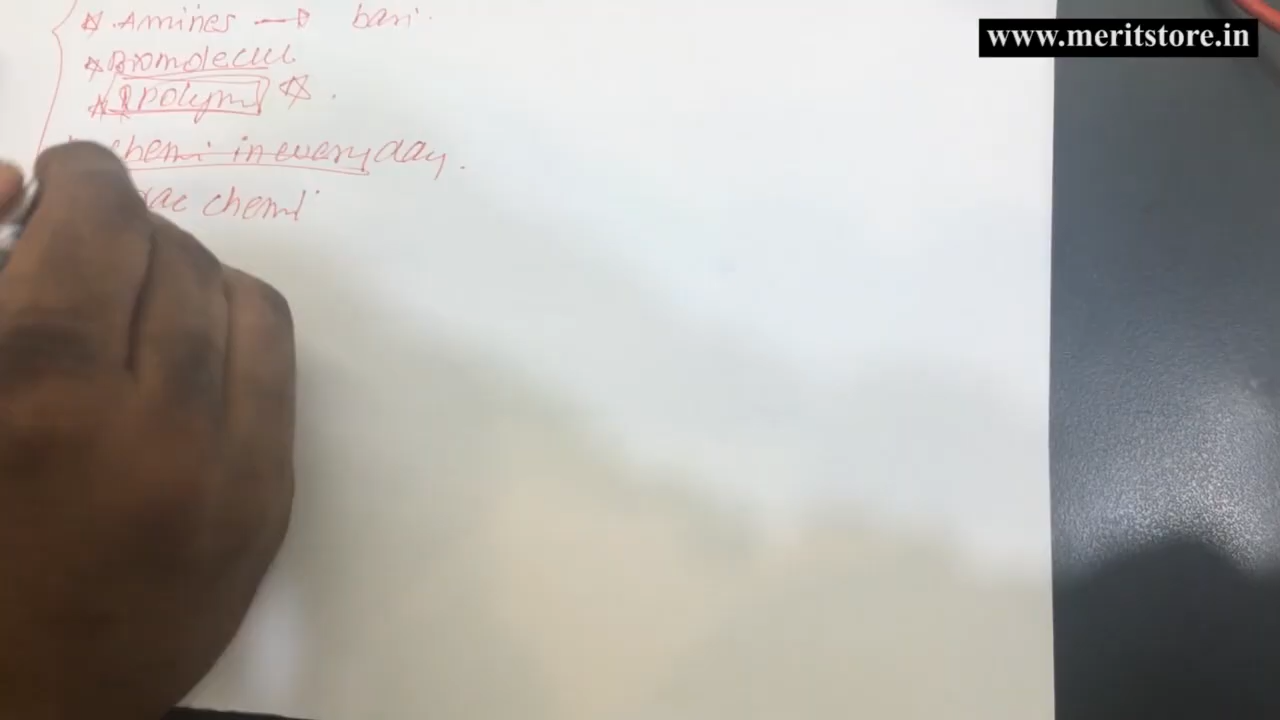 www.meritstore.in
Amines → basi
Biomolecul
Polym
chemi in everyday.
chemi